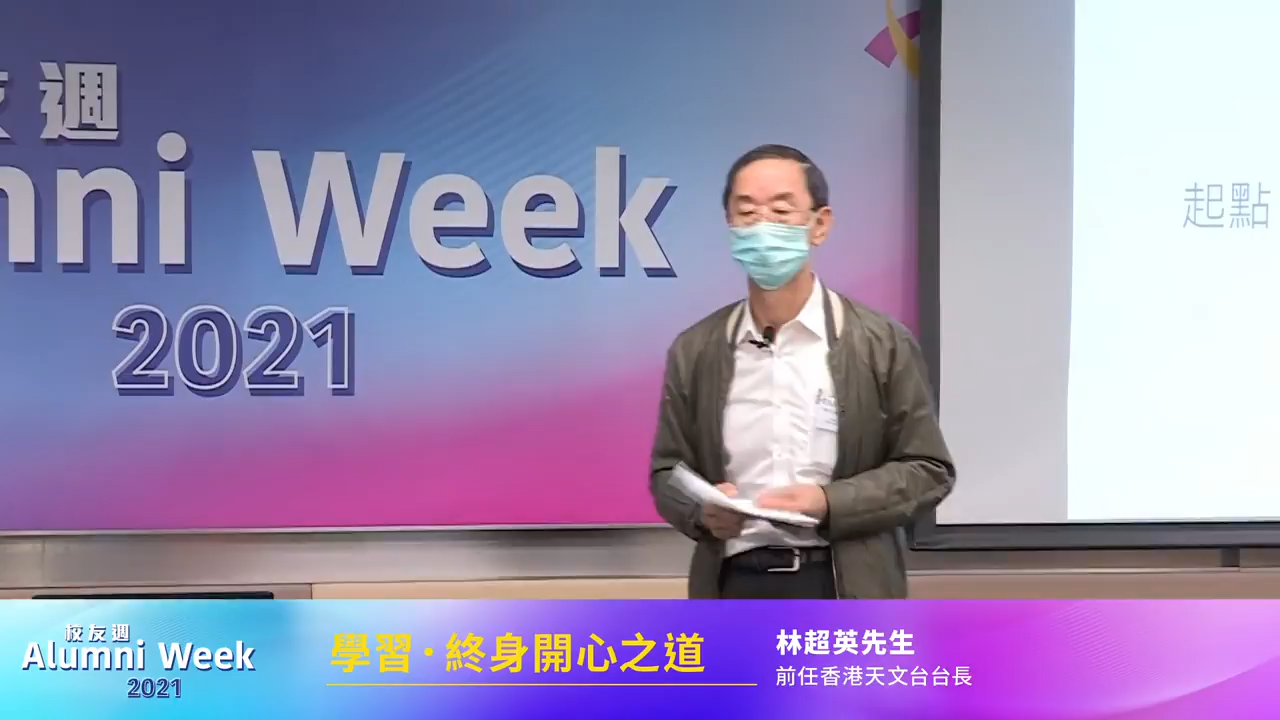 週
nni Week
2021
起點
校友週
Alumni Week
2021
學習·終身開心之道
林超英先生
前任香港天文台台長